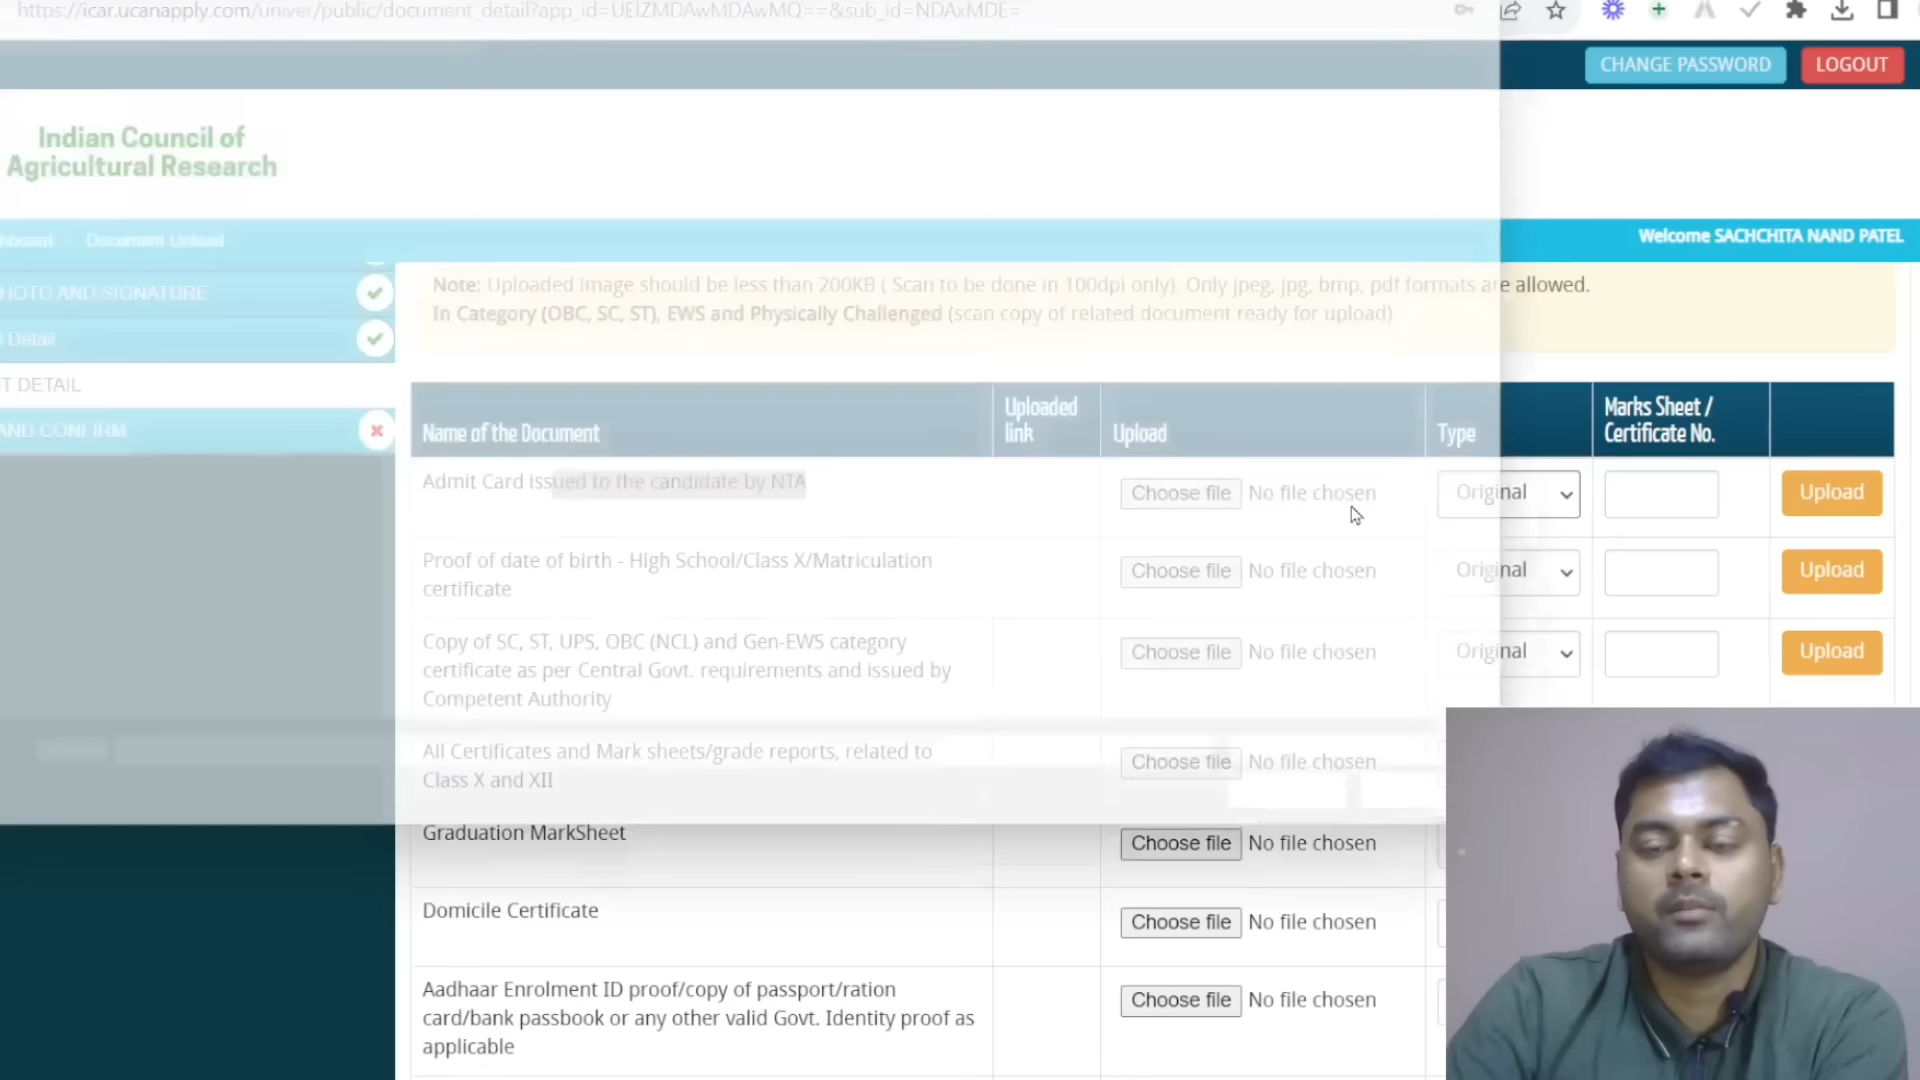 https://icar.ucanapply.com/univer/public/document_detail?app_id=UElZMDAwMDAwMQ==&sub_id=NDAxMDE=
CHANGE PASSWORD
LOGOUT
Indian Council of
Agricultural Research
hboard / Document Upload
Welcome SACHCHITA NAND PATEL
HOTO AND SIGNATURE
Detail
T DETAIL
AND CONFIRM
Note: Uploaded image should be less than 200KB ( Scan to be done in 100dpi only). Only jpeg, jpg, bmp, pdf formats are allowed.
In Category (OBC, SC, ST), EWS and Physically Challenged (scan copy of related document ready for upload)
Name of the Document
Uploaded
link
Upload
Type
Marks Sheet /
Certificate No.
Admit Card issued to the candidate by NTA
Choose file No file chosen
Original
Upload
Proof of date of birth - High School/Class X/Matriculation
certificate
Choose file No file chosen
Original
Upload
Copy of SC, ST, UPS, OBC (NCL) and Gen-EWS category
certificate as per Central Govt. requirements and issued by
Competent Authority
Choose file No file chosen
Original
Upload
All Certificates and Mark sheets/grade reports, related to
Class X and XII
Choose file No file chosen
Graduation MarkSheet
Choose file No file chosen
Domicile Certificate
Choose file No file chosen
Aadhaar Enrolment ID proof/copy of passport/ration
card/bank passbook or any other valid Govt. Identity proof as
applicable
Choose file No file chosen